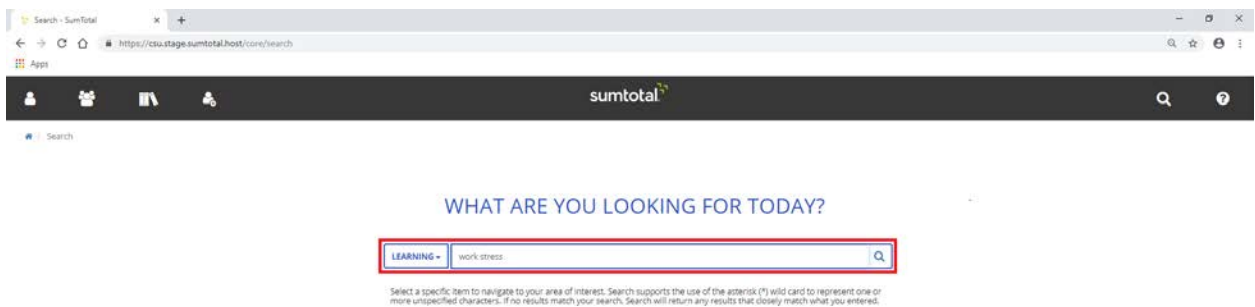 Search - SumTotal
https://csu.stage.sumtotal.host/core/search
Apps
sumtotal
Search
WHAT ARE YOU LOOKING FOR TODAY?
LEARNING
work stress
Select a specific item to navigate to your area of interest. Search supports the use of the asterisk (*) wild card to represent one or
more unspecified characters. If no results match your search, Search will return any results that closely match what you entered.